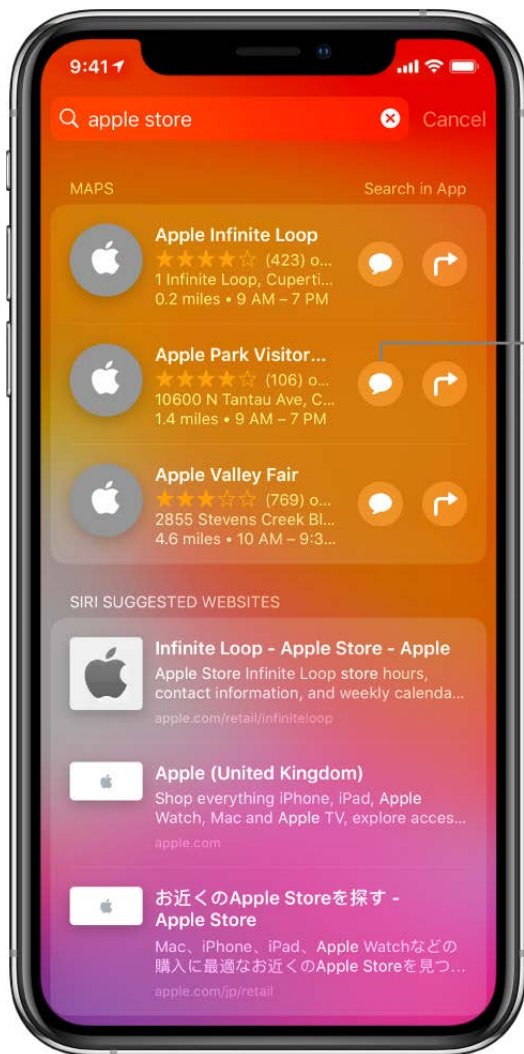 9:41
apple store
Cancel
MAPS
Search in App
Apple Infinite Loop
(423) o...
1 Infinite Loop, Cuperti...
0.2 miles • 9 AM – 7 PM
Apple Park Visitor...
(106) o...
10600 N Tantau Ave, C...
1.4 miles • 9 AM – 7 PM
Apple Valley Fair
(769) o...
2855 Stevens Creek Bl...
4.6 miles • 10 AM – 9:3...
SIRI SUGGESTED WEBSITES
Infinite Loop - Apple Store - Apple
Apple Store Infinite Loop store hours,
contact information, and weekly calenda...
apple.com/retail/infiniteloop
Apple (United Kingdom)
Shop everything iPhone, iPad, Apple
Watch, Mac and Apple TV, explore acces...
apple.com
お近くのApple Storeを探す -
Apple Store
Mac、iPhone、iPad、Apple Watchなどの
購入に最適なお近くのApple Storeを見つ...
apple.com/jp/retail